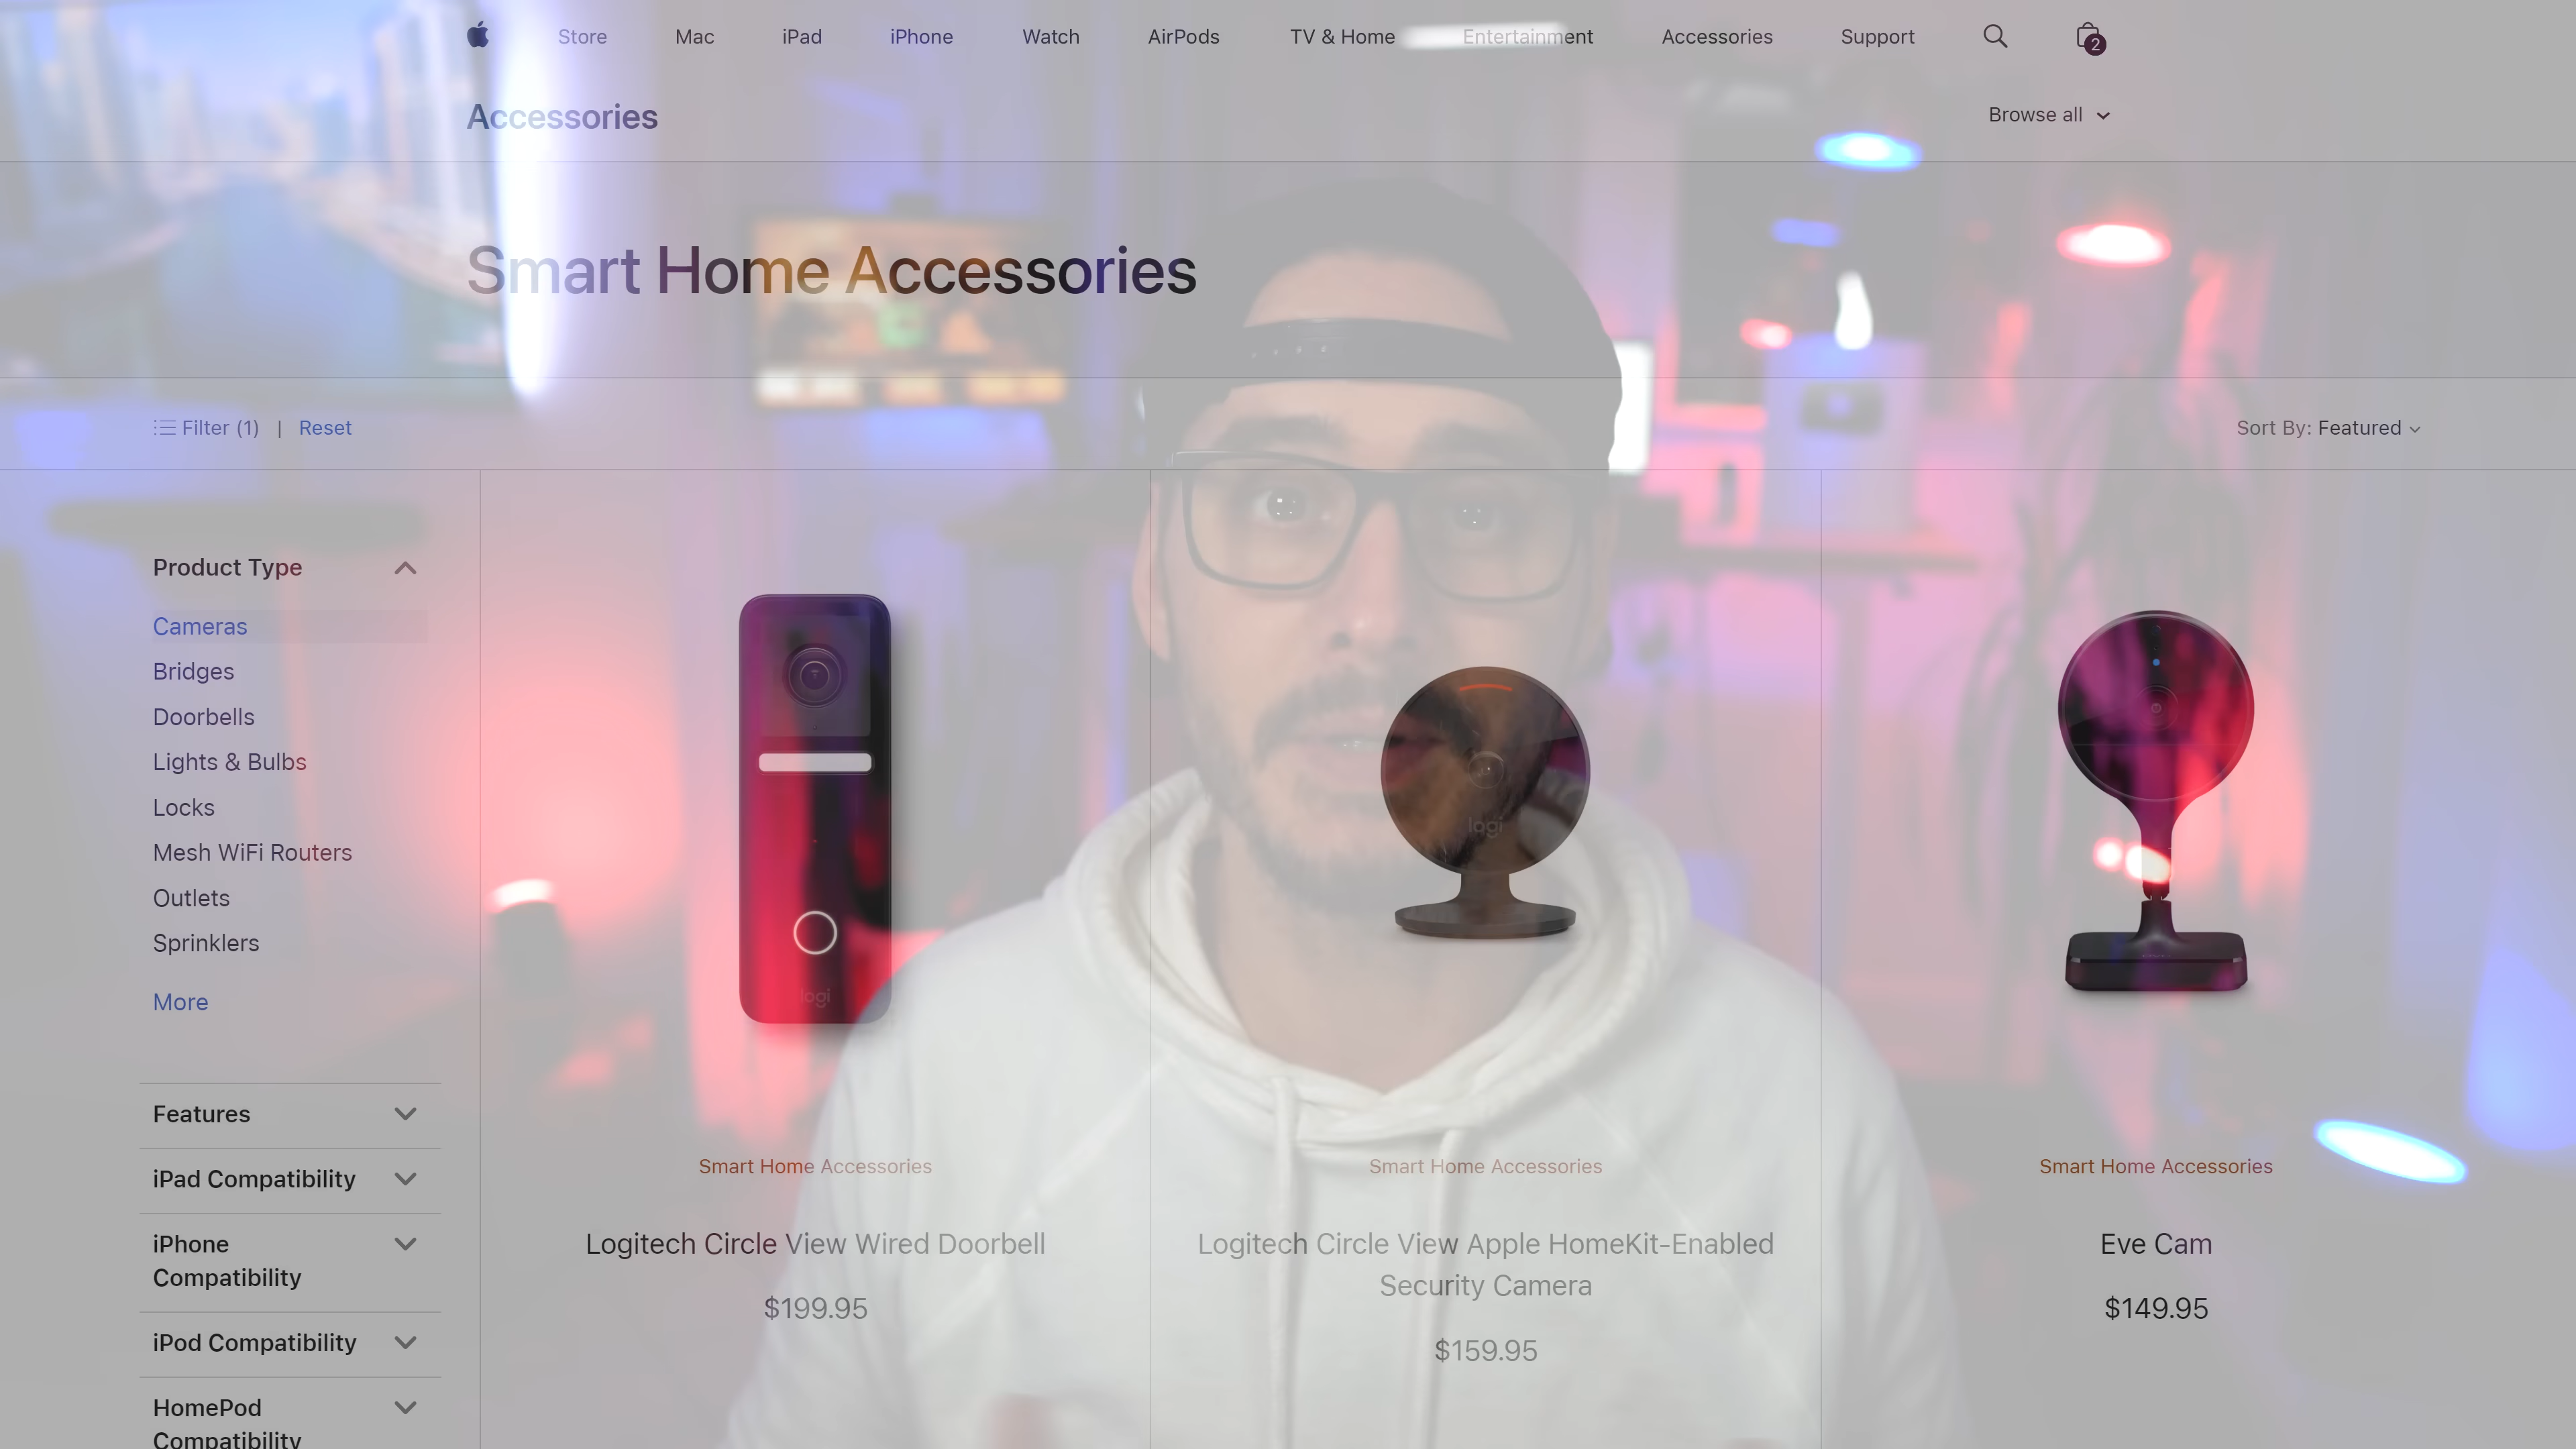 Store Mac iPad iPhone Watch AirPods TV & Home Entertainment Accessories Support 2
Accessories Browse all
Smart Home Accessories
Filter (1) | Reset Sort By: Featured
Product Type
Cameras
Bridges
Doorbells
Lights & Bulbs
Locks
Mesh WiFi Routers
Outlets
Sprinklers
More
Features
iPad Compatibility
iPhone
Compatibility
iPod Compatibility
HomePod
Compatibility
logi
Smart Home Accessories
Logitech Circle View Wired Doorbell
$199.95
logi
Smart Home Accessories
Logitech Circle View Apple HomeKit-Enabled
Security Camera
$159.95
Smart Home Accessories
Eve Cam
$149.95